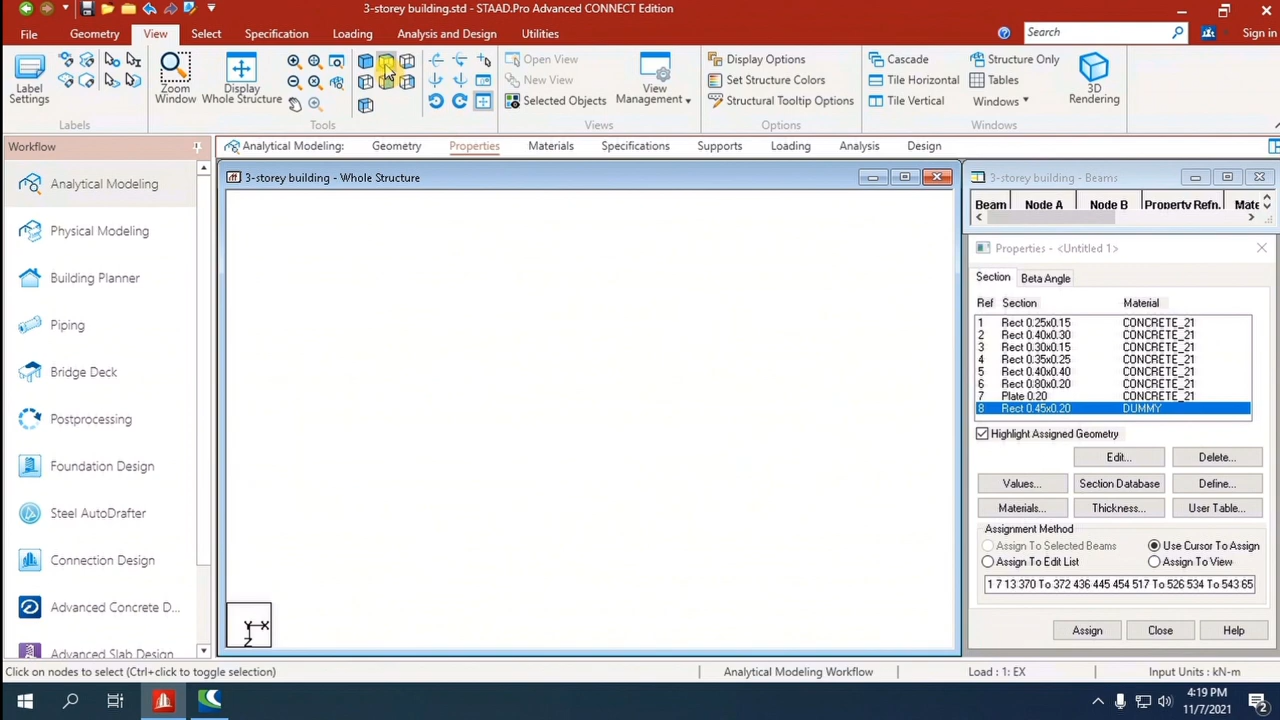 3-storey building.std - STAAD.Pro Advanced CONNECT Edition
File Geometry View Select Specification Loading Analysis and Design Utilities Search Sign in
Label Settings
Zoom Window
Display Whole Structure
Open View
New View
Selected Objects
View Management
Display Options
Set Structure Colors
Structural Tooltip Options
Cascade
Tile Horizontal
Tile Vertical
Structure Only
Tables
Windows
3D Rendering
Labels Tools Views Options Windows
Workflow
Analytical Modeling: Geometry Properties Materials Specifications Supports Loading Analysis Design
Analytical Modeling
Physical Modeling
Building Planner
Piping
Bridge Deck
Postprocessing
Foundation Design
Steel AutoDrafter
Connection Design
Advanced Concrete D...
Advanced Slab Design
3-storey building - Whole Structure
Y X
Z
3-storey building - Beams
Beam Node A Node B Property Refn. Mate
Properties - <Untitled 1>
Section Beta Angle
Ref Section Material
1 Rect 0.25x0.15 CONCRETE_21
2 Rect 0.40x0.30 CONCRETE_21
3 Rect 0.30x0.15 CONCRETE_21
4 Rect 0.35x0.25 CONCRETE_21
5 Rect 0.40x0.40 CONCRETE_21
6 Rect 0.80x0.20 CONCRETE_21
7 Plate 0.20 CONCRETE_21
8 Rect 0.45x0.20 DUMMY
Highlight Assigned Geometry
Edit... Delete...
Values... Section Database Define...
Materials... Thickness... User Table...
Assignment Method
Assign To Selected Beams Use Cursor To Assign
Assign To Edit List Assign To View
1 7 13 370 To 372 436 445 454 517 To 526 534 To 543 65
Assign Close Help
Click on nodes to select (Ctrl+click to toggle selection) Analytical Modeling Workflow Load : 1: EX Input Units : kN-m
4:19 PM
11/7/2021
2